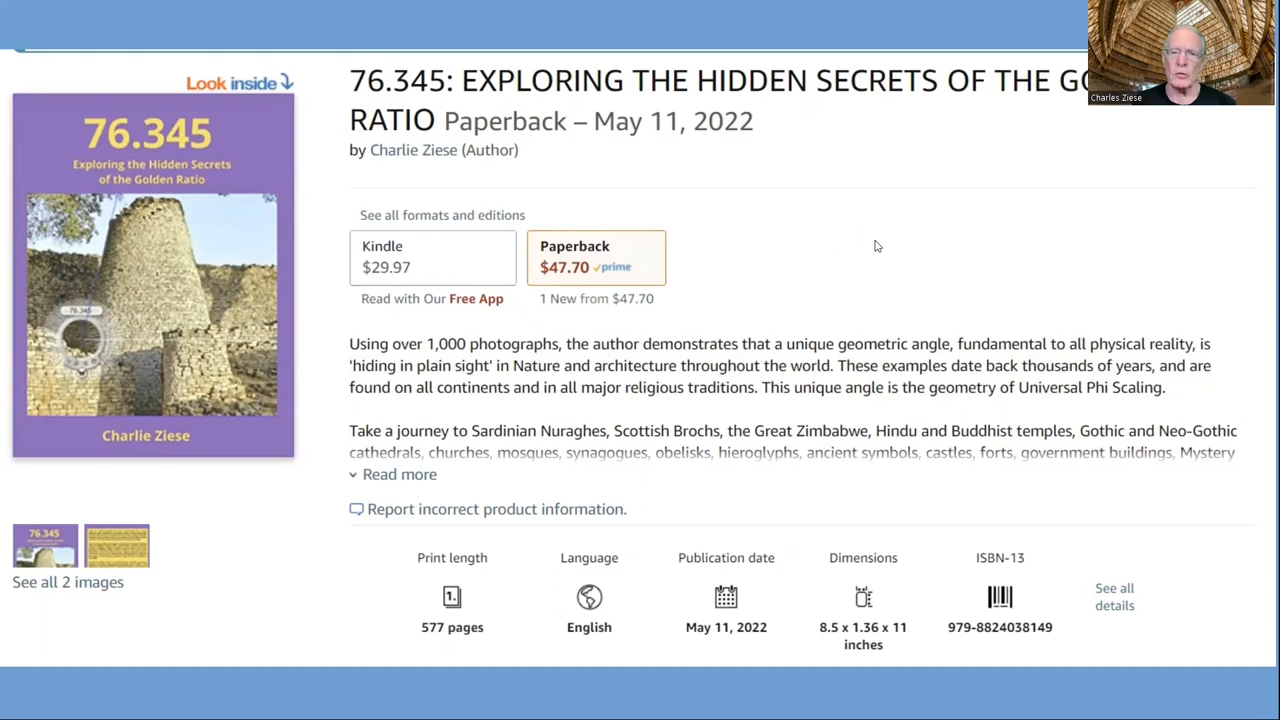 Charles Ziese
Look inside
76.345
Exploring the Hidden Secrets
of the Golden Ratio
76.345
Charlie Ziese
76.345
See all 2 images
76.345: EXPLORING THE HIDDEN SECRETS OF THE GO
RATIO Paperback – May 11, 2022
by Charlie Ziese (Author)
See all formats and editions
Kindle
$29.97
Read with Our Free App
Paperback
$47.70 prime
1 New from $47.70
Using over 1,000 photographs, the author demonstrates that a unique geometric angle, fundamental to all physical reality, is
'hiding in plain sight' in Nature and architecture throughout the world. These examples date back thousands of years, and are
found on all continents and in all major religious traditions. This unique angle is the geometry of Universal Phi Scaling.
Take a journey to Sardinian Nuraghes, Scottish Brochs, the Great Zimbabwe, Hindu and Buddhist temples, Gothic and Neo-Gothic
cathedrals, churches, mosques, synagogues, obelisks, hieroglyphs, ancient symbols, castles, forts, government buildings, Mystery
Read more
Report incorrect product information.
Print length
1.
577 pages
Language
English
Publication date
May 11, 2022
Dimensions
8.5 x 1.36 x 11
inches
ISBN-13
979-8824038149
See all
details